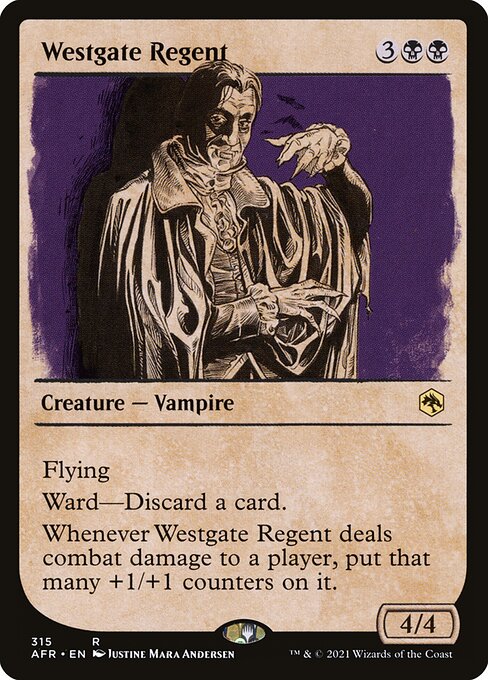 Westgate Regent 3
Creature — Vampire
Flying
Ward—Discard a card.
Whenever Westgate Regent deals
combat damage to a player, put that
many +1/+1 counters on it.
4/4
315 R
AFR • EN Justine Mara Andersen
™ & © 2021 Wizards of the Coast